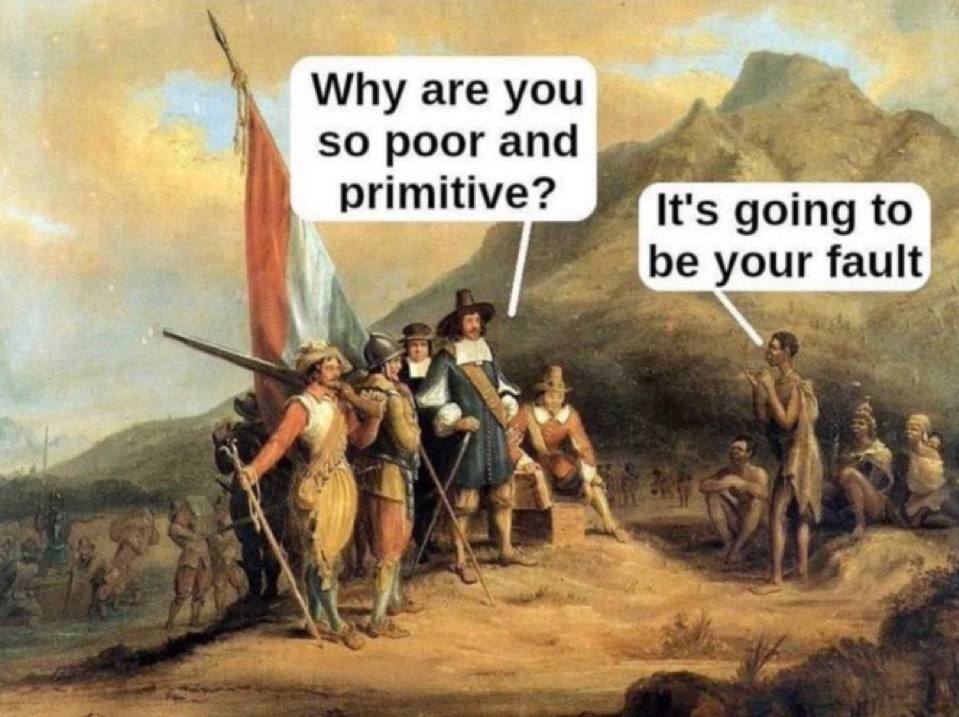 Why are you
so poor and
primitive?
It's going to
be your fault